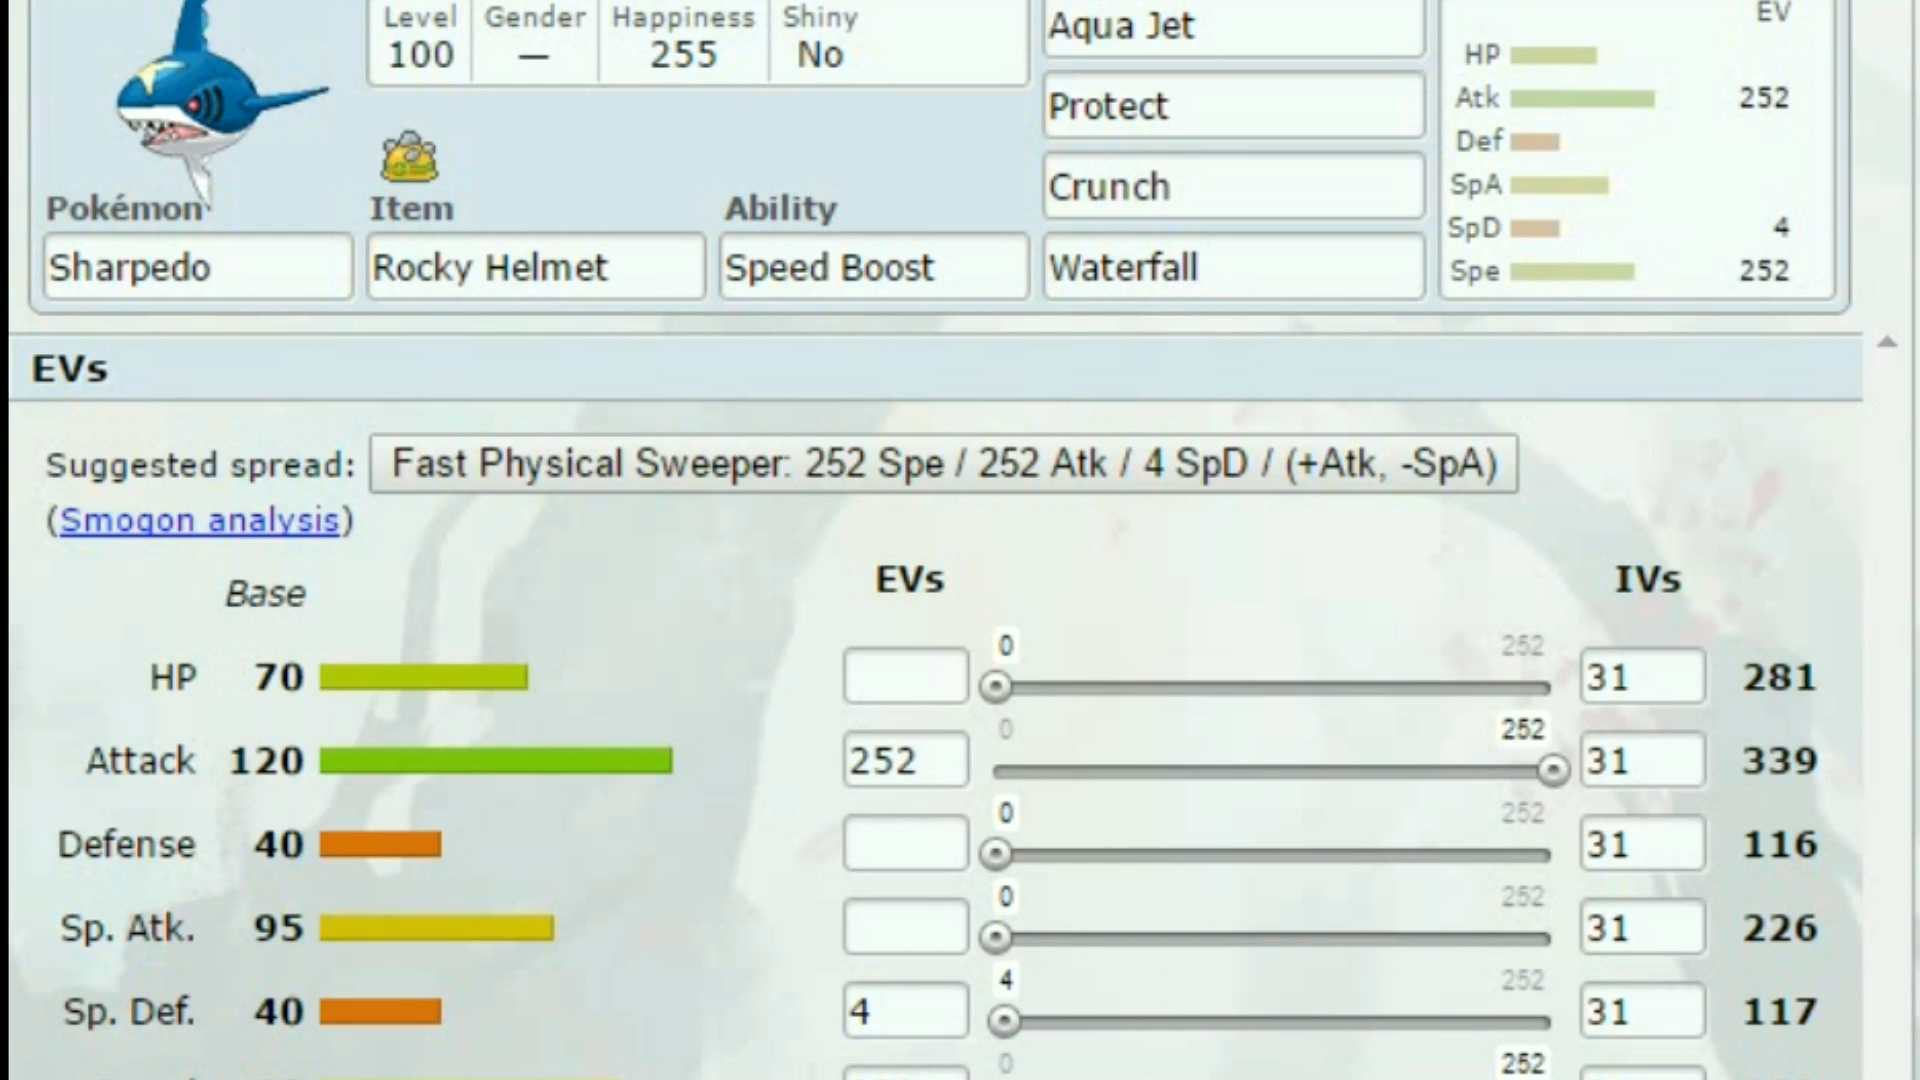 Level Gender Happiness Shiny
100 — 255 No
Aqua Jet
Protect
Crunch
Waterfall
EV
HP
Atk 252
Def
SpA
SpD 4
Spe 252
Pokémon Item Ability
Sharpedo Rocky Helmet Speed Boost
EVs
Suggested spread: Fast Physical Sweeper: 252 Spe / 252 Atk / 4 SpD / (+Atk, -SpA)
(Smogon analysis)
Base EVs IVs
0 252
HP 70 31 281
0 252
Attack 120 252 31 339
0 252
Defense 40 31 116
0 252
Sp. Atk. 95 31 226
4 252
Sp. Def. 40 4 31 117
0 252